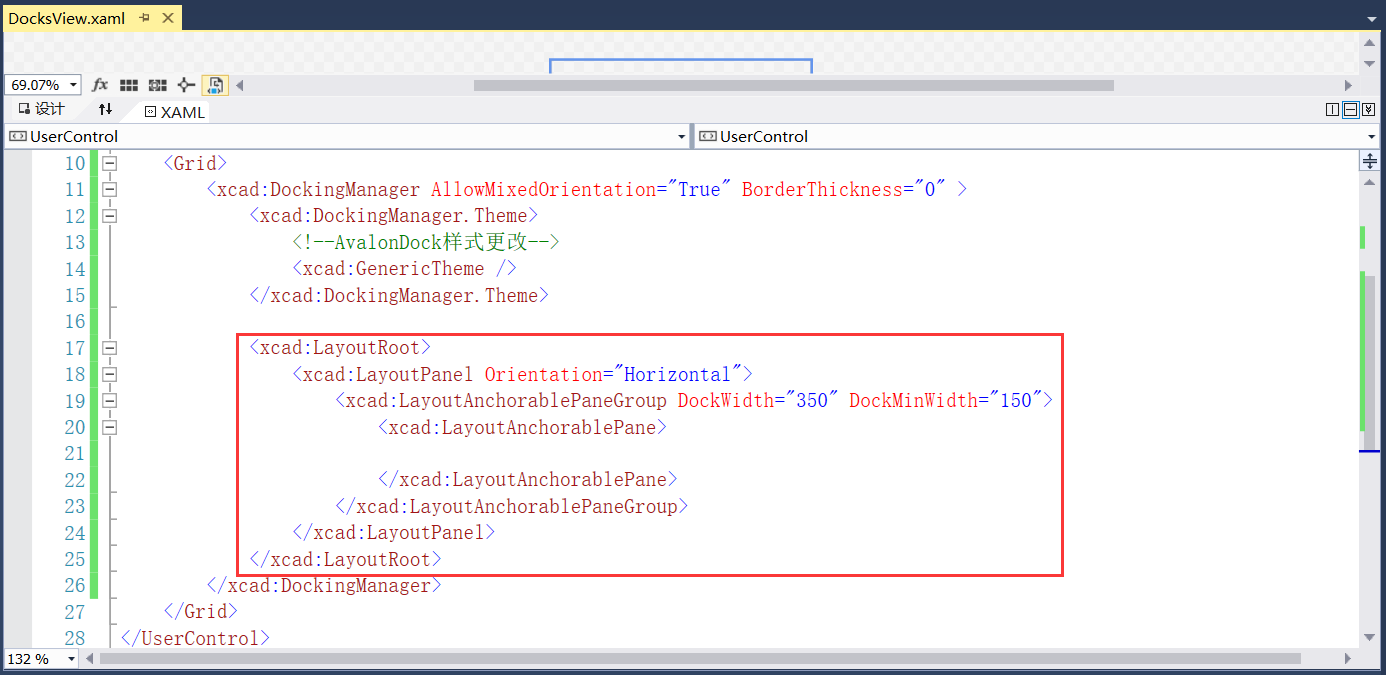 DocksView.xaml
69.07%
fx
设计
XAML
UserControl
UserControl
10 <Grid>
11 <xcad:DockingManager AllowMixedOrientation="True" BorderThickness="0" >
12 <xcad:DockingManager.Theme>
13 <!--AvalonDock样式更改-->
14 <xcad:GenericTheme />
15 </xcad:DockingManager.Theme>
16
17 <xcad:LayoutRoot>
18 <xcad:LayoutPanel Orientation="Horizontal">
19 <xcad:LayoutAnchorablePaneGroup DockWidth="350" DockMinWidth="150">
20 <xcad:LayoutAnchorablePane>
21
22 </xcad:LayoutAnchorablePane>
23 </xcad:LayoutAnchorablePaneGroup>
24 </xcad:LayoutPanel>
25 </xcad:LayoutRoot>
26 </xcad:DockingManager>
27 </Grid>
28 </UserControl>
132 %